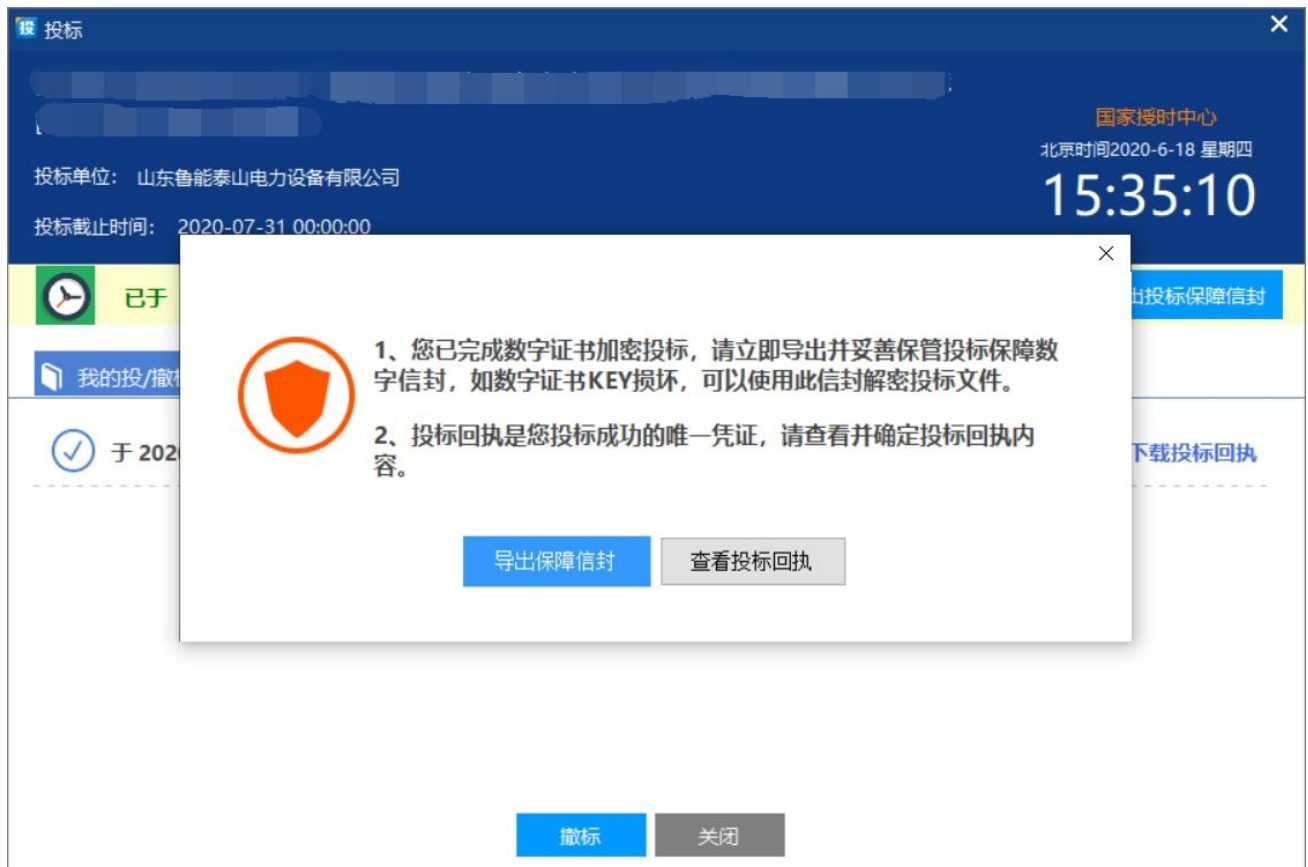 投标
投标单位： 山东鲁能泰山电力设备有限公司
投标截止时间： 2020-07-31 00:00:00
国家授时中心
北京时间2020-6-18 星期四
15:35:10
已于
出投标保障信封
我的投/撤
于 202
下载投标回执
1、您已完成数字证书加密投标，请立即导出并妥善保管投标保障数
字信封，如数字证书KEY损坏，可以使用此信封解密投标文件。
2、投标回执是您投标成功的唯一凭证，请查看并确定投标回执内
容。
导出保障信封
查看投标回执
撤标
关闭